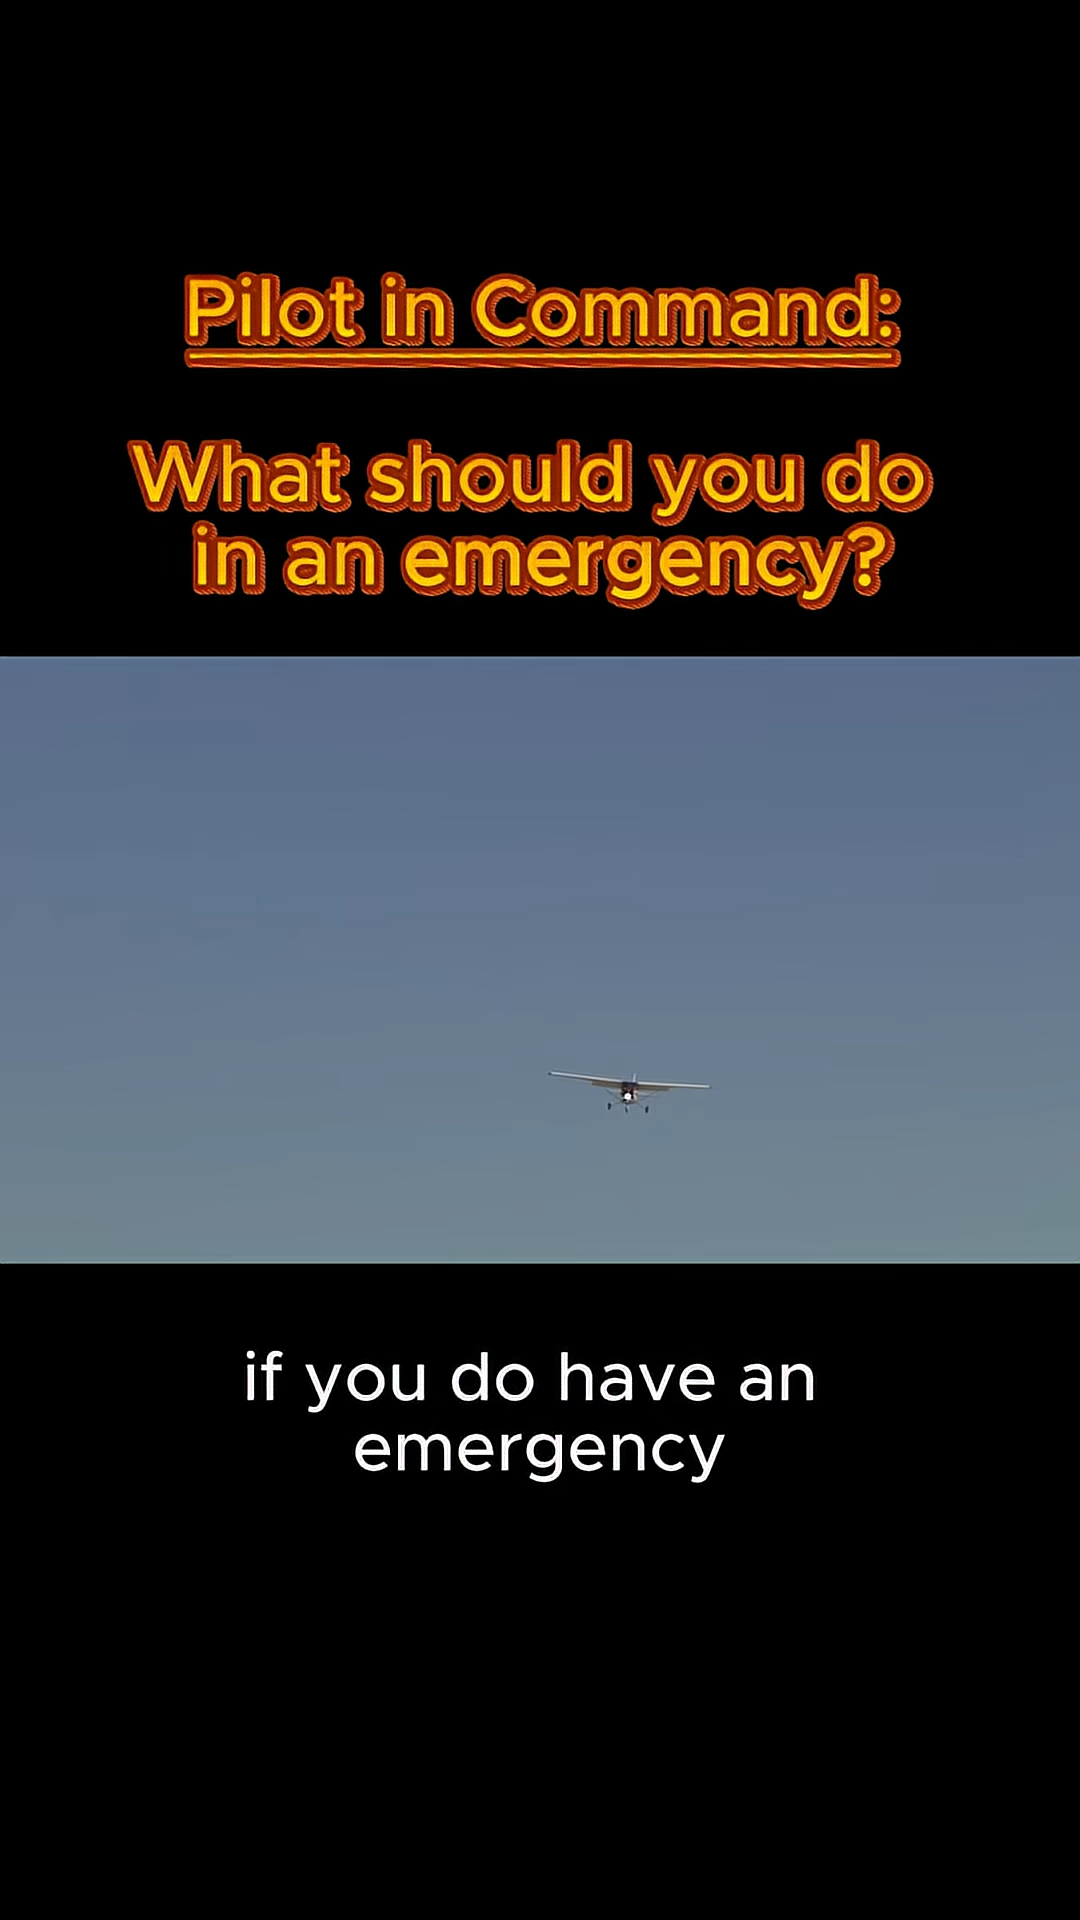 Pilot in Command:
What should you do
in an emergency?
if you do have an
emergency